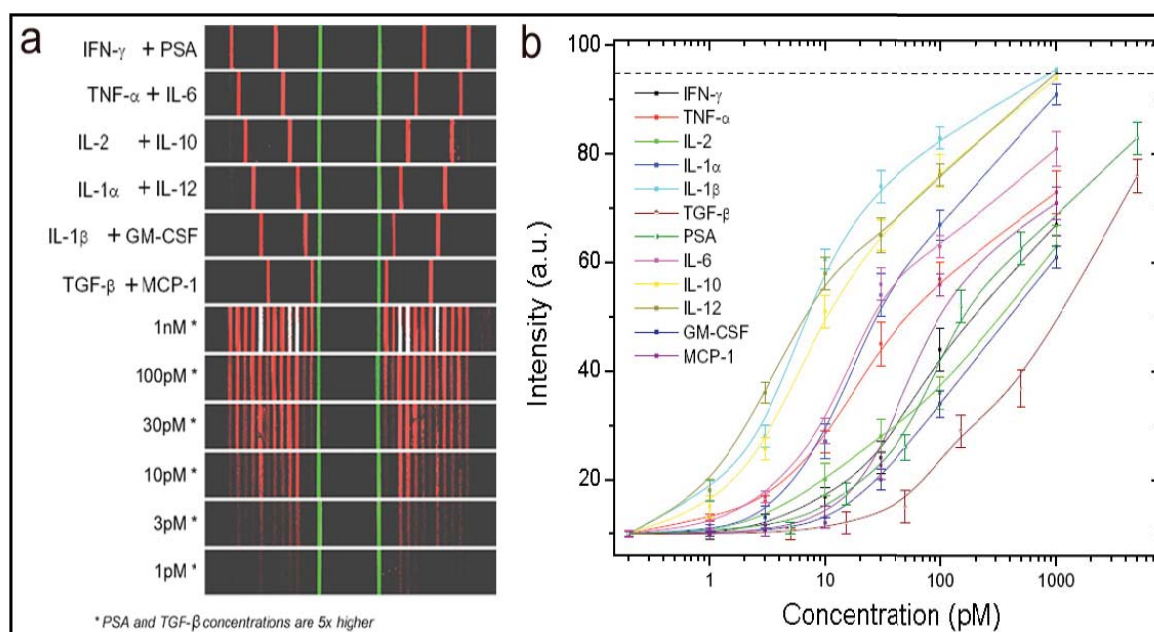 a
IFN-γ + PSA
TNF-α + IL-6
IL-2 + IL-10
IL-1α + IL-12
IL-1β + GM-CSF
TGF-β + MCP-1
1nM *
100pM *
30pM *
10pM *
3pM *
1pM *
* PSA and TGF-β concentrations are 5x higher
b
100
80
60
40
20
Intensity (a.u.)
IFN-γ
TNF-α
IL-2
IL-1α
IL-1β
TGF-β
PSA
IL-6
IL-10
IL-12
GM-CSF
MCP-1
1 10 100 1000
Concentration (pM)